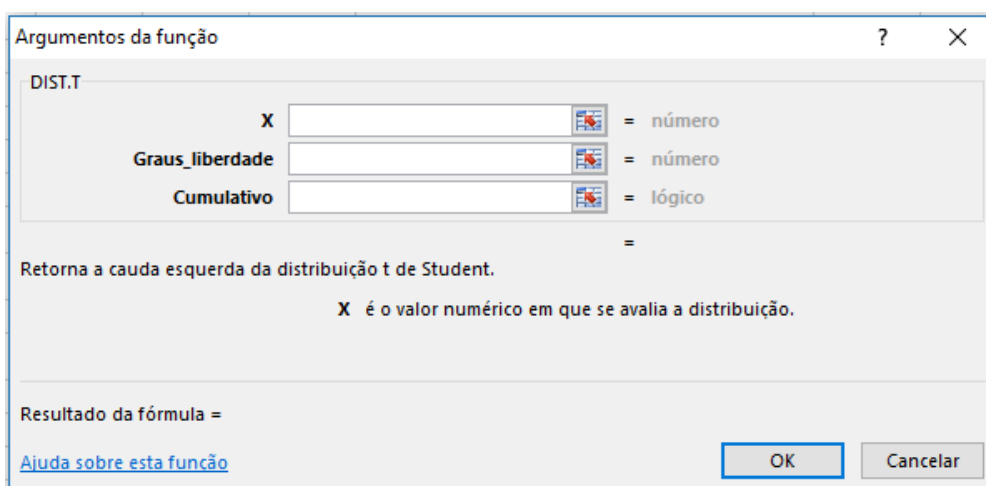 Argumentos da função ? X
DIST.T
X = número
Graus_liberdade = número
Cumulativo = lógico
=
Retorna a cauda esquerda da distribuição t de Student.
X é o valor numérico em que se avalia a distribuição.
Resultado da fórmula =
Ajuda sobre esta função OK Cancelar